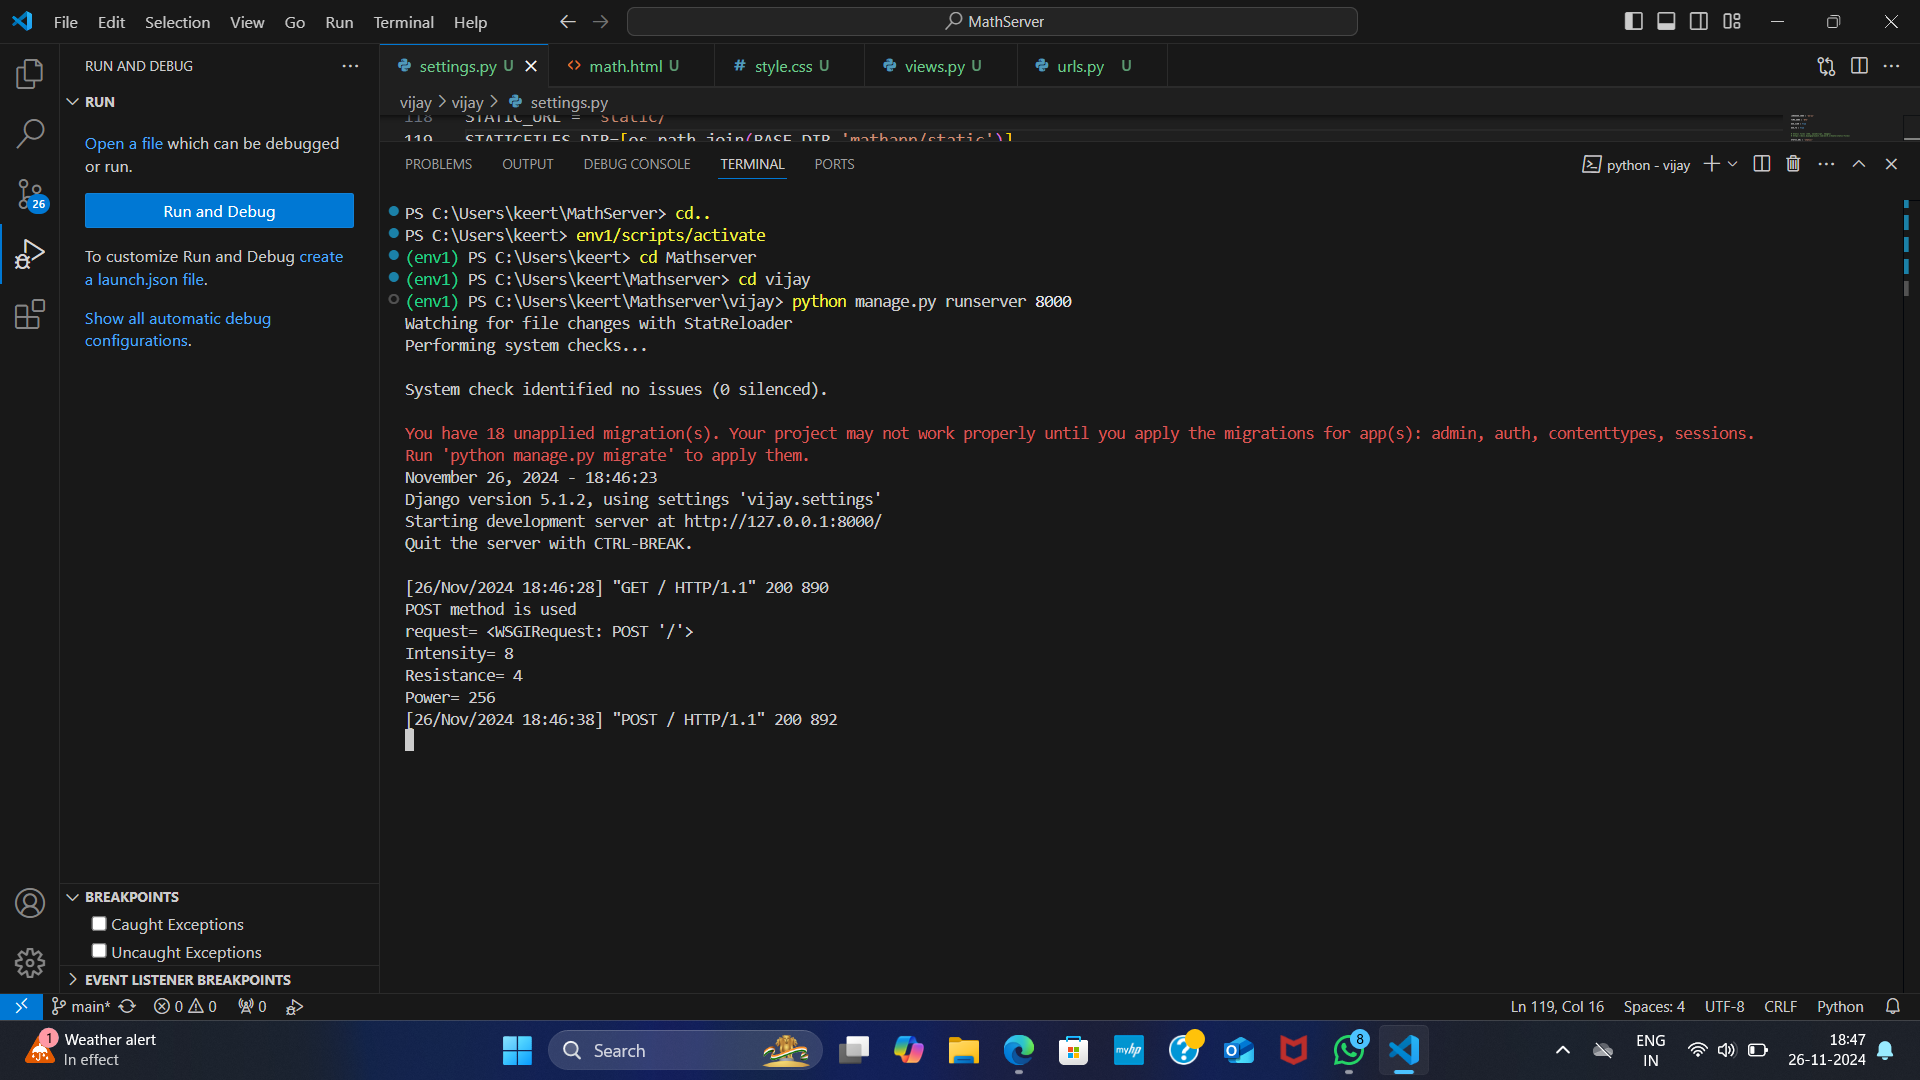 File Edit Selection View Go Run Terminal Help
MathServer
RUN AND DEBUG
RUN
Open a file which can be debugged
or run.
Run and Debug
To customize Run and Debug create
a launch.json file.
Show all automatic debug
configurations.
26
settings.py U
math.html U
# style.css U
views.py U
urls.py U
vijay > vijay > settings.py
118 STATIC_URL = 'static/'
119 STATICFILES_DIR=[os.path.join(BASE_DIR,'mathapp/static')]
PROBLEMS OUTPUT DEBUG CONSOLE TERMINAL PORTS
python - vijay
PS C:\Users\keert\MathServer> cd..
PS C:\Users\keert> env1/scripts/activate
(env1) PS C:\Users\keert> cd Mathserver
(env1) PS C:\Users\keert\Mathserver> cd vijay
(env1) PS C:\Users\keert\Mathserver\vijay> python manage.py runserver 8000
Watching for file changes with StatReloader
Performing system checks...
System check identified no issues (0 silenced).
You have 18 unapplied migration(s). Your project may not work properly until you apply the migrations for app(s): admin, auth, contenttypes, sessions.
Run 'python manage.py migrate' to apply them.
November 26, 2024 - 18:46:23
Django version 5.1.2, using settings 'vijay.settings'
Starting development server at http://127.0.0.1:8000/
Quit the server with CTRL-BREAK.
[26/Nov/2024 18:46:28] "GET / HTTP/1.1" 200 890
POST method is used
request= <WSGIRequest: POST '/'>
Intensity= 8
Resistance= 4
Power= 256
[26/Nov/2024 18:46:38] "POST / HTTP/1.1" 200 892
BREAKPOINTS
Caught Exceptions
Uncaught Exceptions
EVENT LISTENER BREAKPOINTS
main* 0 0 0
Ln 119, Col 16 Spaces: 4 UTF-8 CRLF Python
1
Weather alert
In effect
Search
myhp
8
ENG
IN
18:47
26-11-2024